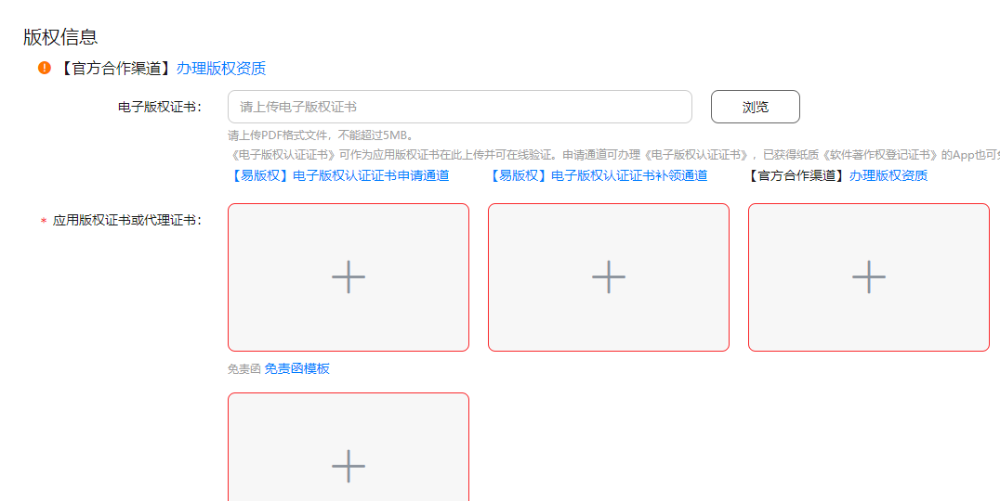 版权信息
【官方合作渠道】办理版权资质
电子版权证书：
请上传电子版权证书
浏览
请上传PDF格式文件，不能超过5MB。
《电子版权认证证书》可作为应用版权证书在此上传并可在线验证。申请通道可办理《电子版权认证证书》，已获得纸质《软件著作权登记证书》的App也可
【易版权】电子版权认证证书申请通道 【易版权】电子版权认证证书补领通道 【官方合作渠道】办理版权资质
* 应用版权证书或代理证书：
免责函 免责函模板